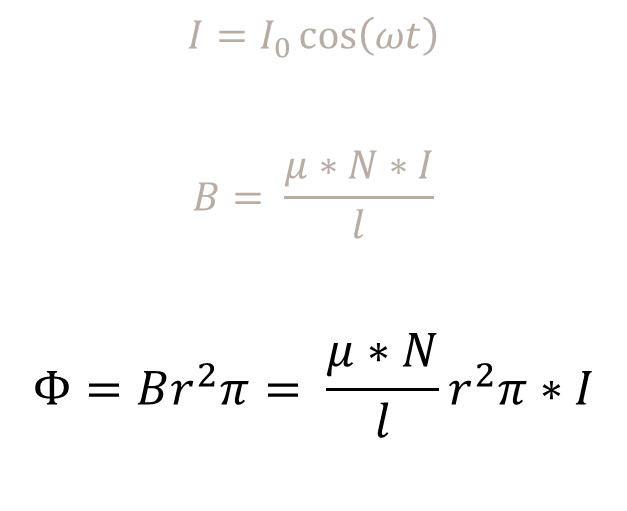 I = I₀ cos(ωt)
B = (μ * N * I)/l
Φ = Br²π = (μ * N)/l r²π * I